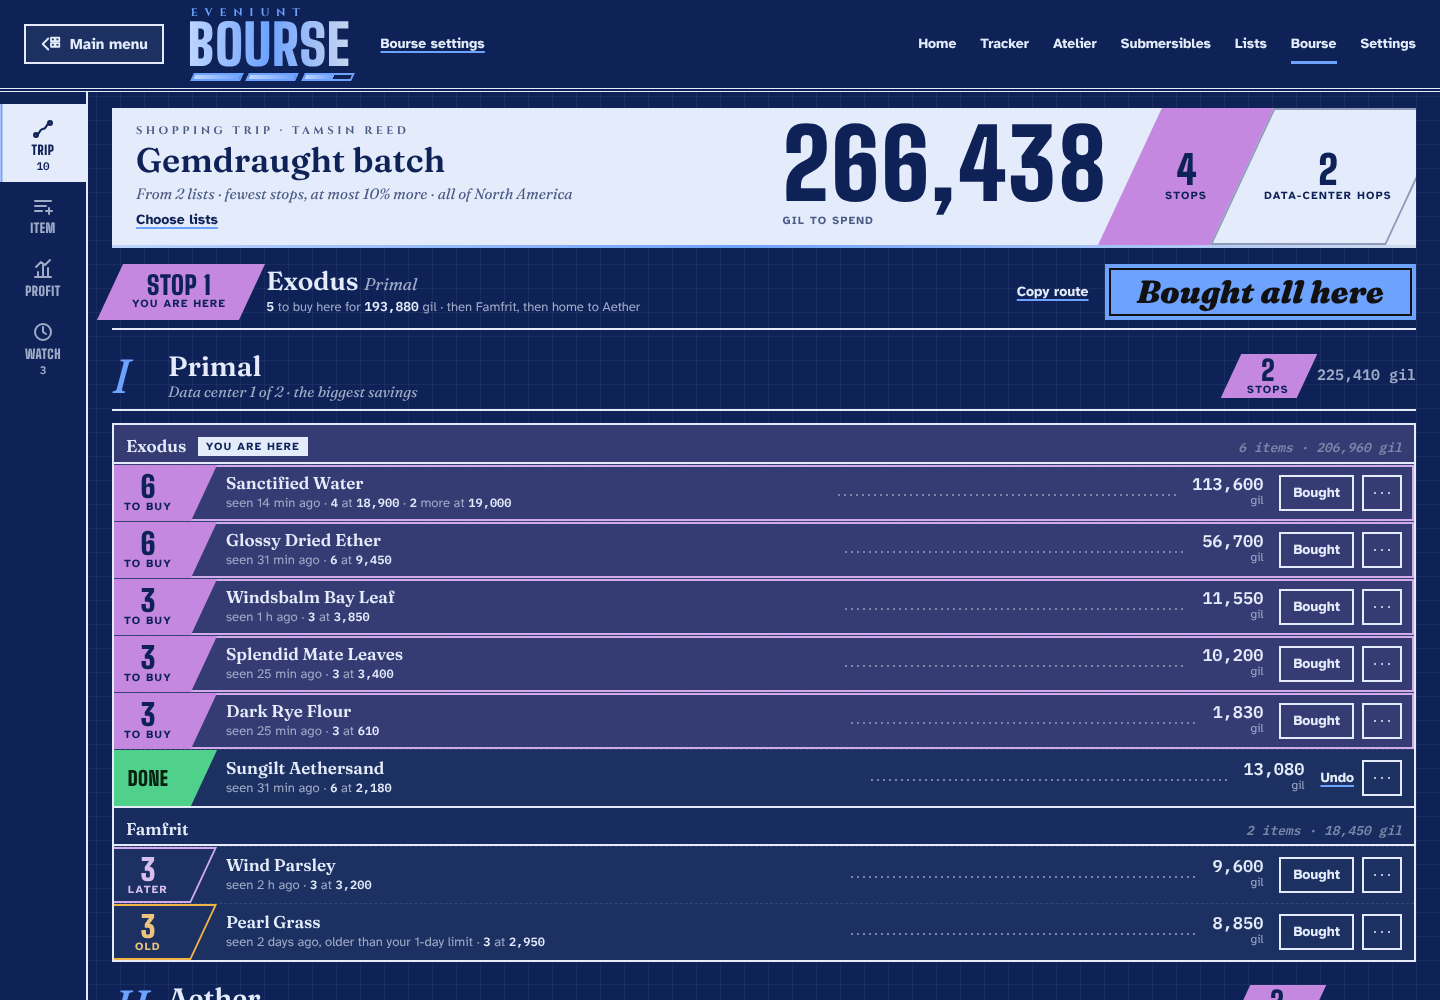 Main menu
EVENIUNT
BOURSE
Bourse settings
Home
Tracker
Atelier
Submersibles
Lists
Bourse
Settings
TRIP
10
ITEM
PROFIT
WATCH
3
SHOPPING TRIP · TAMSIN REED
Gemdraught batch
From 2 lists · fewest stops, at most 10% more · all of North America
Choose lists
266,438
GIL TO SPEND
4
STOPS
2
DATA-CENTER HOPS
STOP 1
YOU ARE HERE
Exodus Primal
5 to buy here for 193,880 gil · then Famfrit, then home to Aether
Copy route
Bought all here
I
Primal
Data center 1 of 2 · the biggest savings
2
STOPS
225,410 gil
Exodus
YOU ARE HERE
6 items · 206,960 gil
6
TO BUY
Sanctified Water
seen 14 min ago · 4 at 18,900 · 2 more at 19,000
113,600
gil
Bought
...
6
TO BUY
Glossy Dried Ether
seen 31 min ago · 6 at 9,450
56,700
gil
Bought
...
3
TO BUY
Windsbalm Bay Leaf
seen 1 h ago · 3 at 3,850
11,550
gil
Bought
...
3
TO BUY
Splendid Mate Leaves
seen 25 min ago · 3 at 3,400
10,200
gil
Bought
...
3
TO BUY
Dark Rye Flour
seen 25 min ago · 3 at 610
1,830
gil
Bought
...
DONE
Sungilt Aethersand
seen 31 min ago · 6 at 2,180
13,080
gil
Undo
...
Famfrit
2 items · 18,450 gil
3
LATER
Wind Parsley
seen 2 h ago · 3 at 3,200
9,600
gil
Bought
...
3
OLD
Pearl Grass
seen 2 days ago, older than your 1-day limit · 3 at 2,950
8,850
gil
Bought
...
II
Aether
2